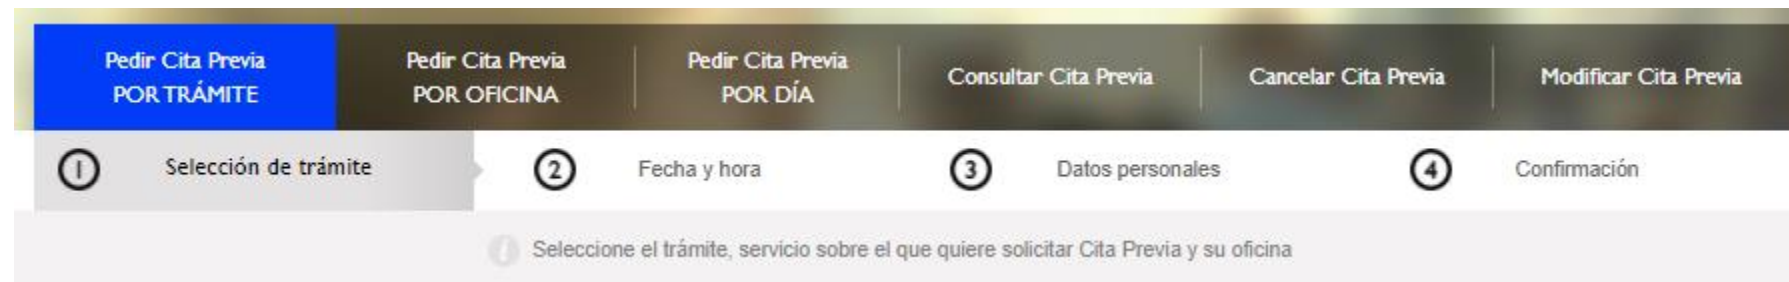 Pedir Cita Previa
POR TRÁMITE
Pedir Cita Previa
POR OFICINA
Pedir Cita Previa
POR DÍA
Consultar Cita Previa
Cancelar Cita Previa
Modificar Cita Previa
1 Selección de trámite
2 Fecha y hora
3 Datos personales
4 Confirmación
i Seleccione el trámite, servicio sobre el que quiere solicitar Cita Previa y su oficina